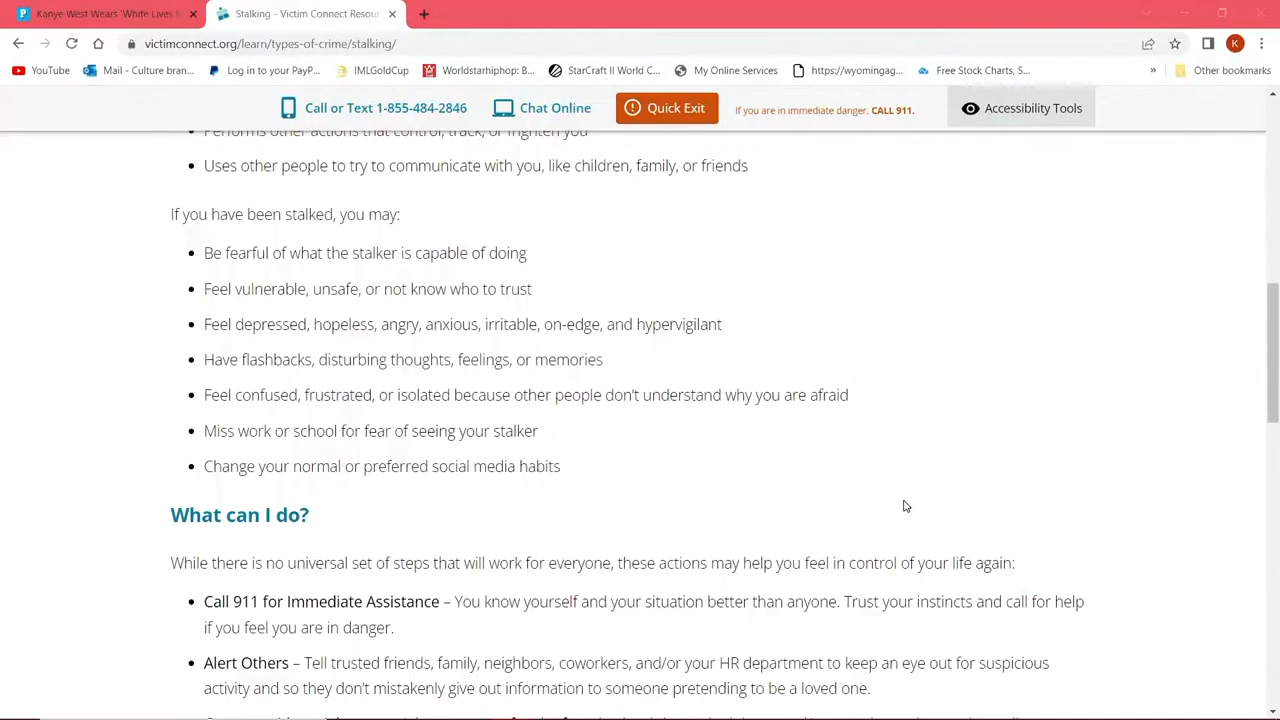 Kanye West Wears 'White Lives
Stalking - Victim Connect Resou
victimconnect.org/learn/types-of-crime/stalking/
K
YouTube
Mail - Culture bran...
Log in to your PayP...
IMLGoldCup
Worldstarhiphop: B...
StarCraft II World C...
My Online Services
https://wyomingag...
Free Stock Charts, S...
»
Other bookmarks
Call or Text 1-855-484-2846
Chat Online
Quick Exit
If you are in immediate danger. CALL 911.
Accessibility Tools
Performs other actions that control, track, or frighten you
• Uses other people to try to communicate with you, like children, family, or friends
If you have been stalked, you may:
• Be fearful of what the stalker is capable of doing
• Feel vulnerable, unsafe, or not know who to trust
• Feel depressed, hopeless, angry, anxious, irritable, on-edge, and hypervigilant
• Have flashbacks, disturbing thoughts, feelings, or memories
• Feel confused, frustrated, or isolated because other people don't understand why you are afraid
• Miss work or school for fear of seeing your stalker
• Change your normal or preferred social media habits
What can I do?
While there is no universal set of steps that will work for everyone, these actions may help you feel in control of your life again:
• Call 911 for Immediate Assistance – You know yourself and your situation better than anyone. Trust your instincts and call for help
if you feel you are in danger.
• Alert Others – Tell trusted friends, family, neighbors, coworkers, and/or your HR department to keep an eye out for suspicious
activity and so they don't mistakenly give out information to someone pretending to be a loved one.